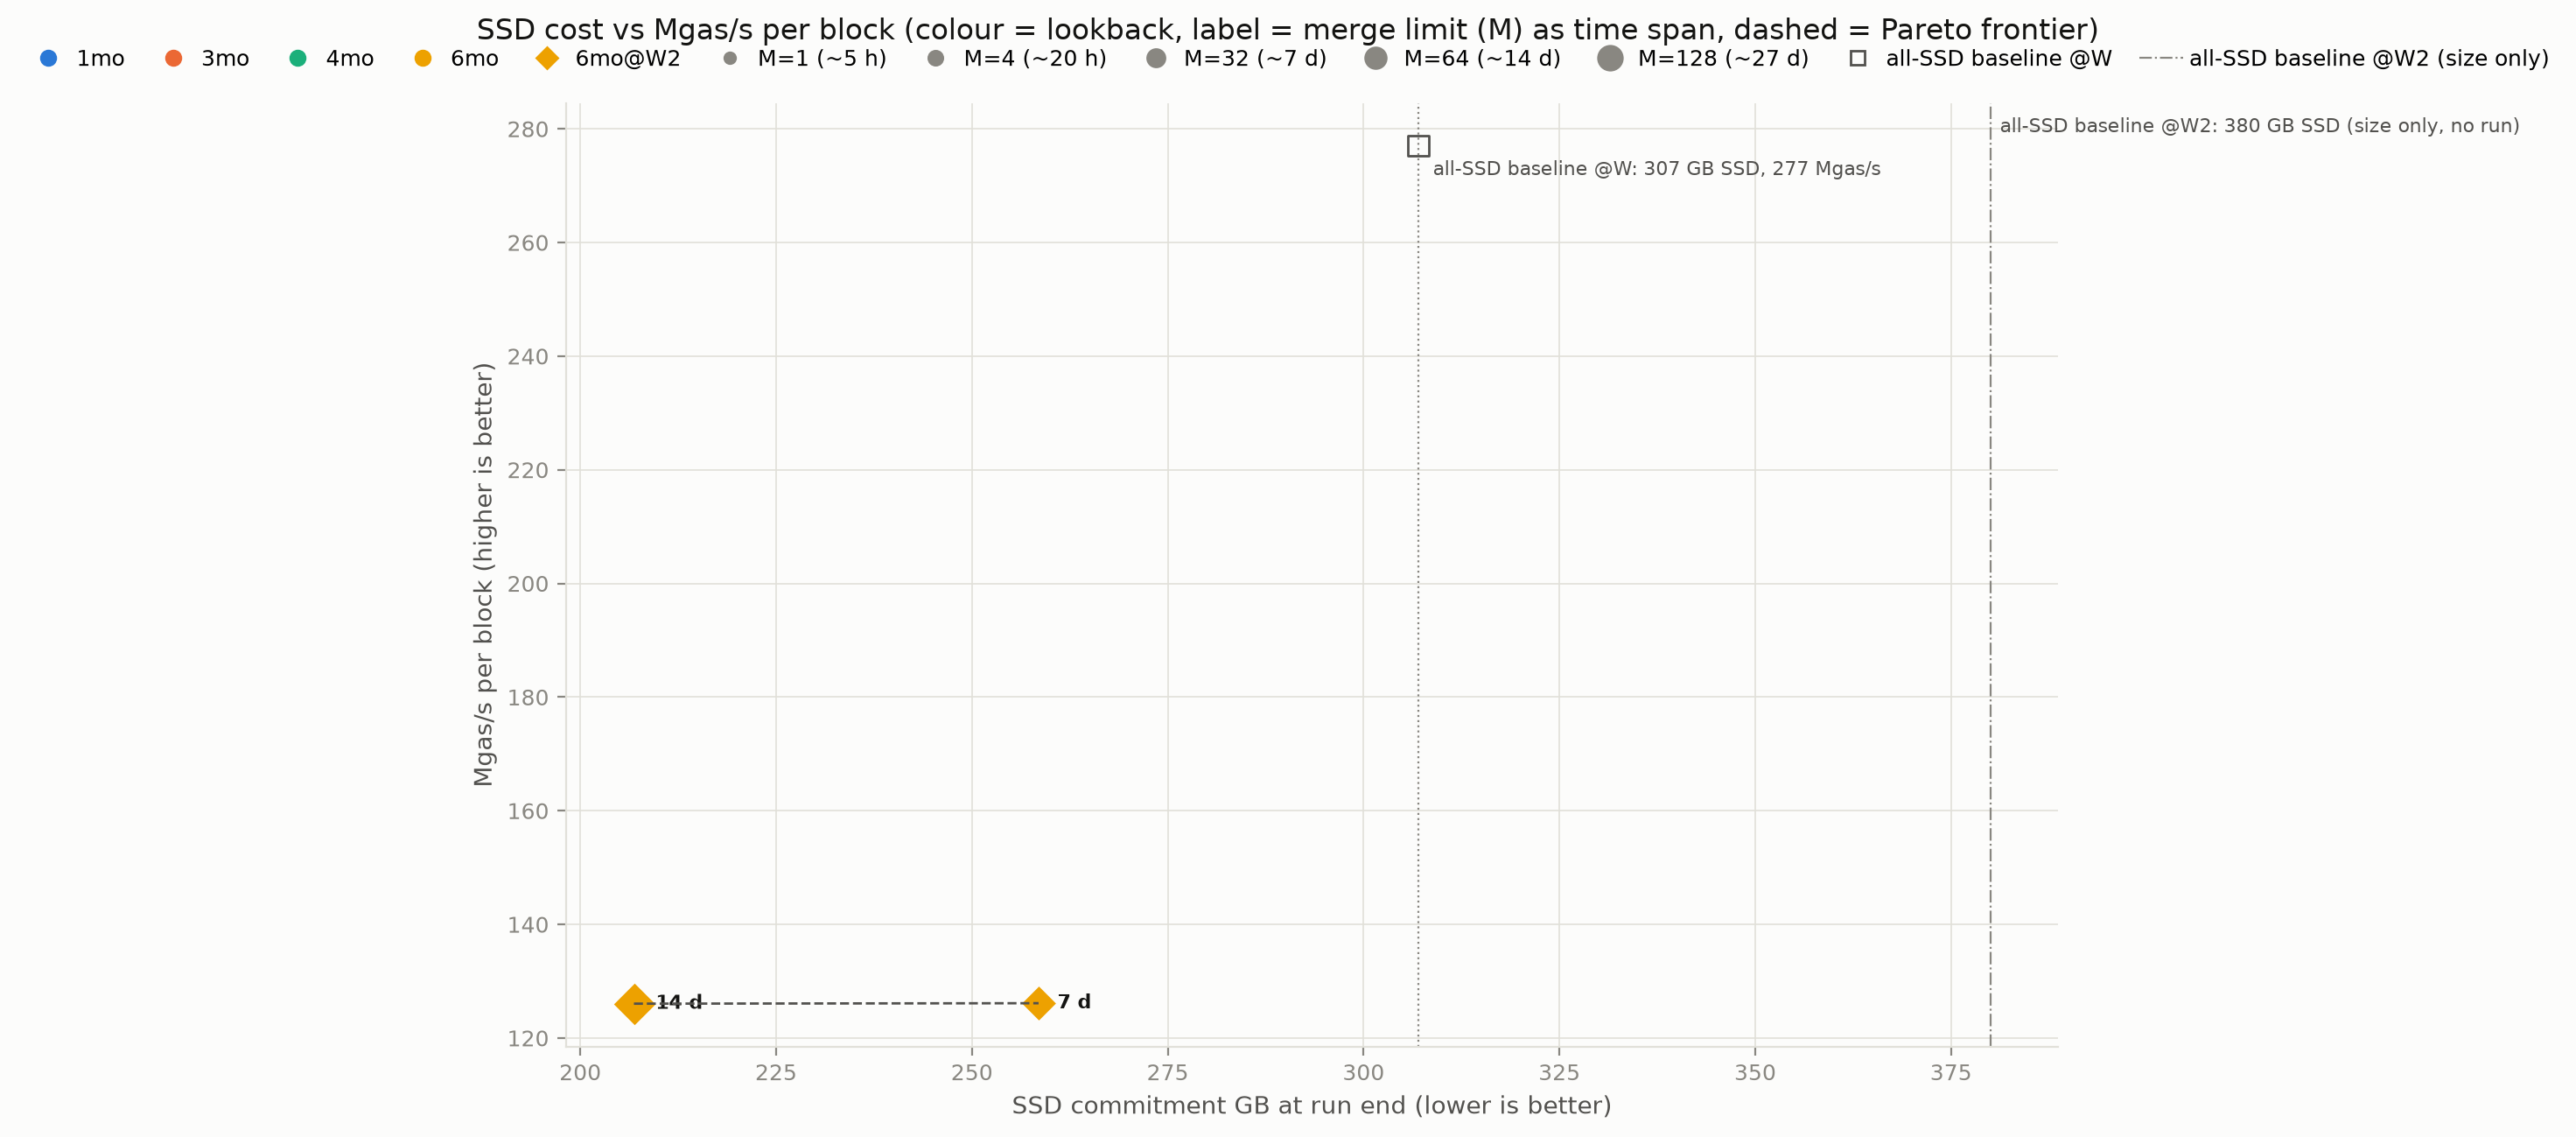 SSD cost vs Mgas/s per block (colour = lookback, label = merge limit (M) as time span, dashed = Pareto frontier)
1mo 3mo 4mo 6mo 6mo@W2 M=1 (~5 h) M=4 (~20 h) M=32 (~7 d) M=64 (~14 d) M=128 (~27 d) all-SSD baseline @W all-SSD baseline @W2 (size only)
all-SSD baseline @W2: 380 GB SSD (size only, no run)
all-SSD baseline @W: 307 GB SSD, 277 Mgas/s
Mgas/s per block (higher is better)
280
260
240
220
200
180
160
140
120
14 d
7 d
200 225 250 275 300 325 350 375
SSD commitment GB at run end (lower is better)